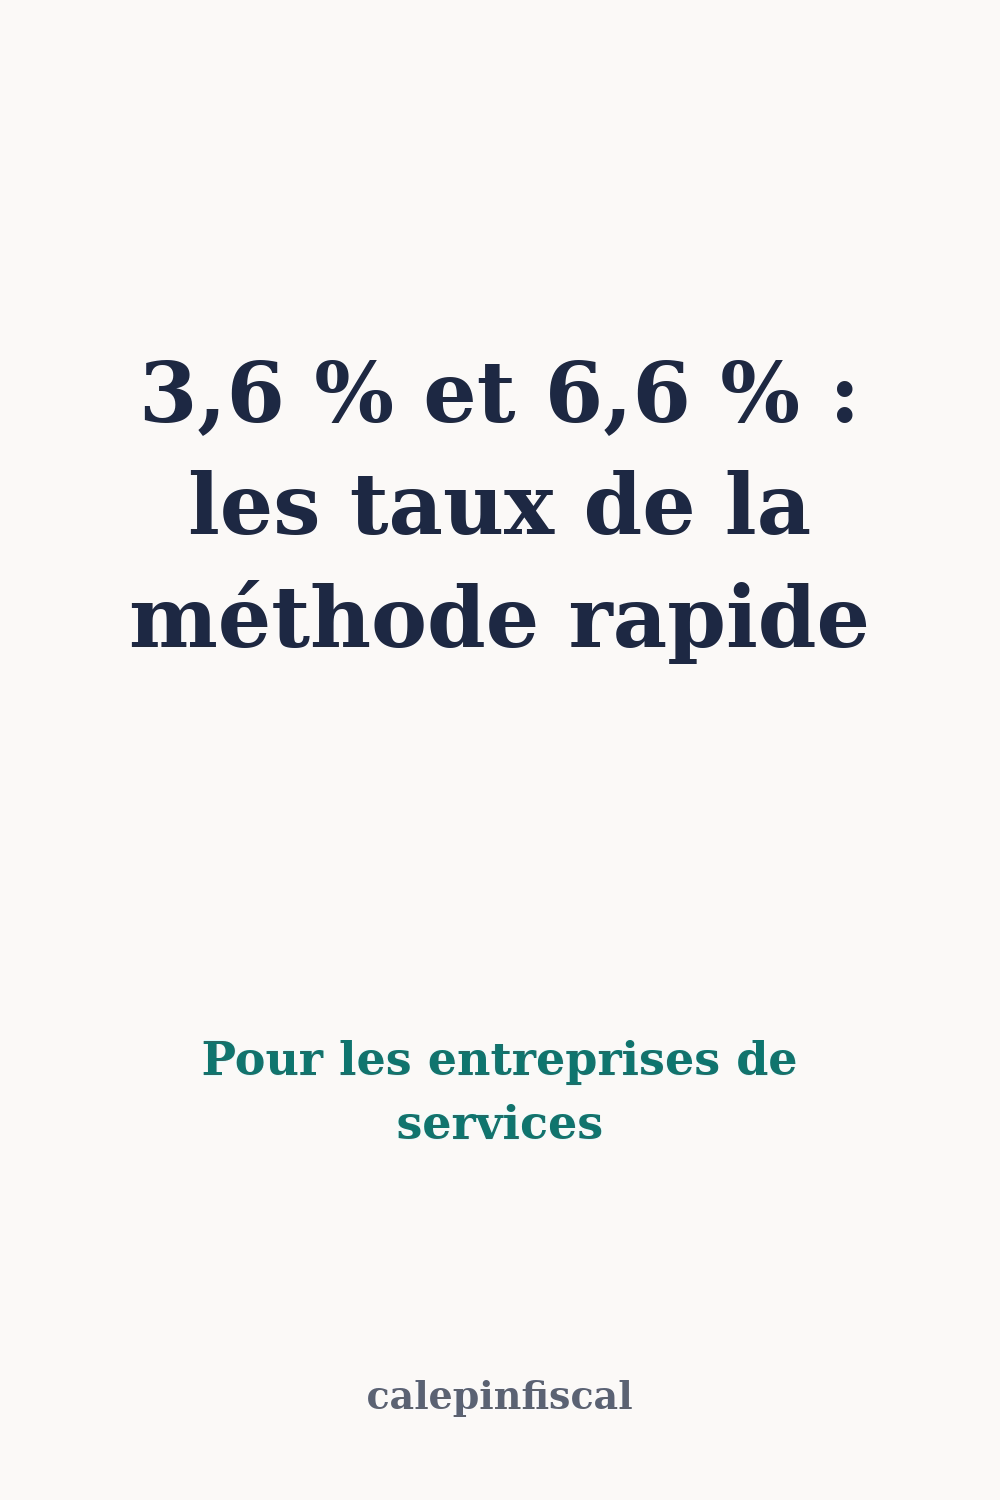 3,6 % et 6,6 % :
les taux de la
méthode rapide
Pour les entreprises de
services
calepinfiscal